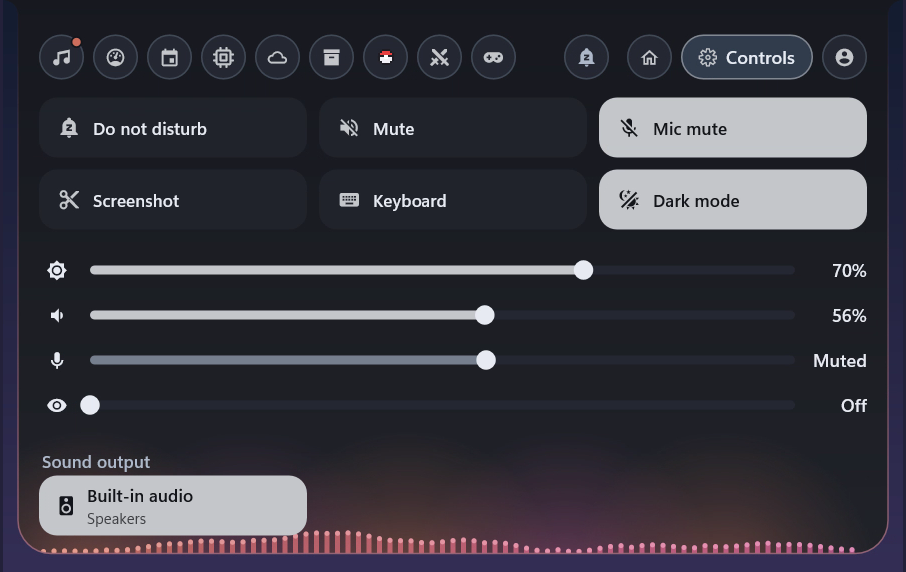 Controls
Do not disturb
Mute
Mic mute
Screenshot
Keyboard
Dark mode
70%
56%
Muted
Off
Sound output
Built-in audio
Speakers